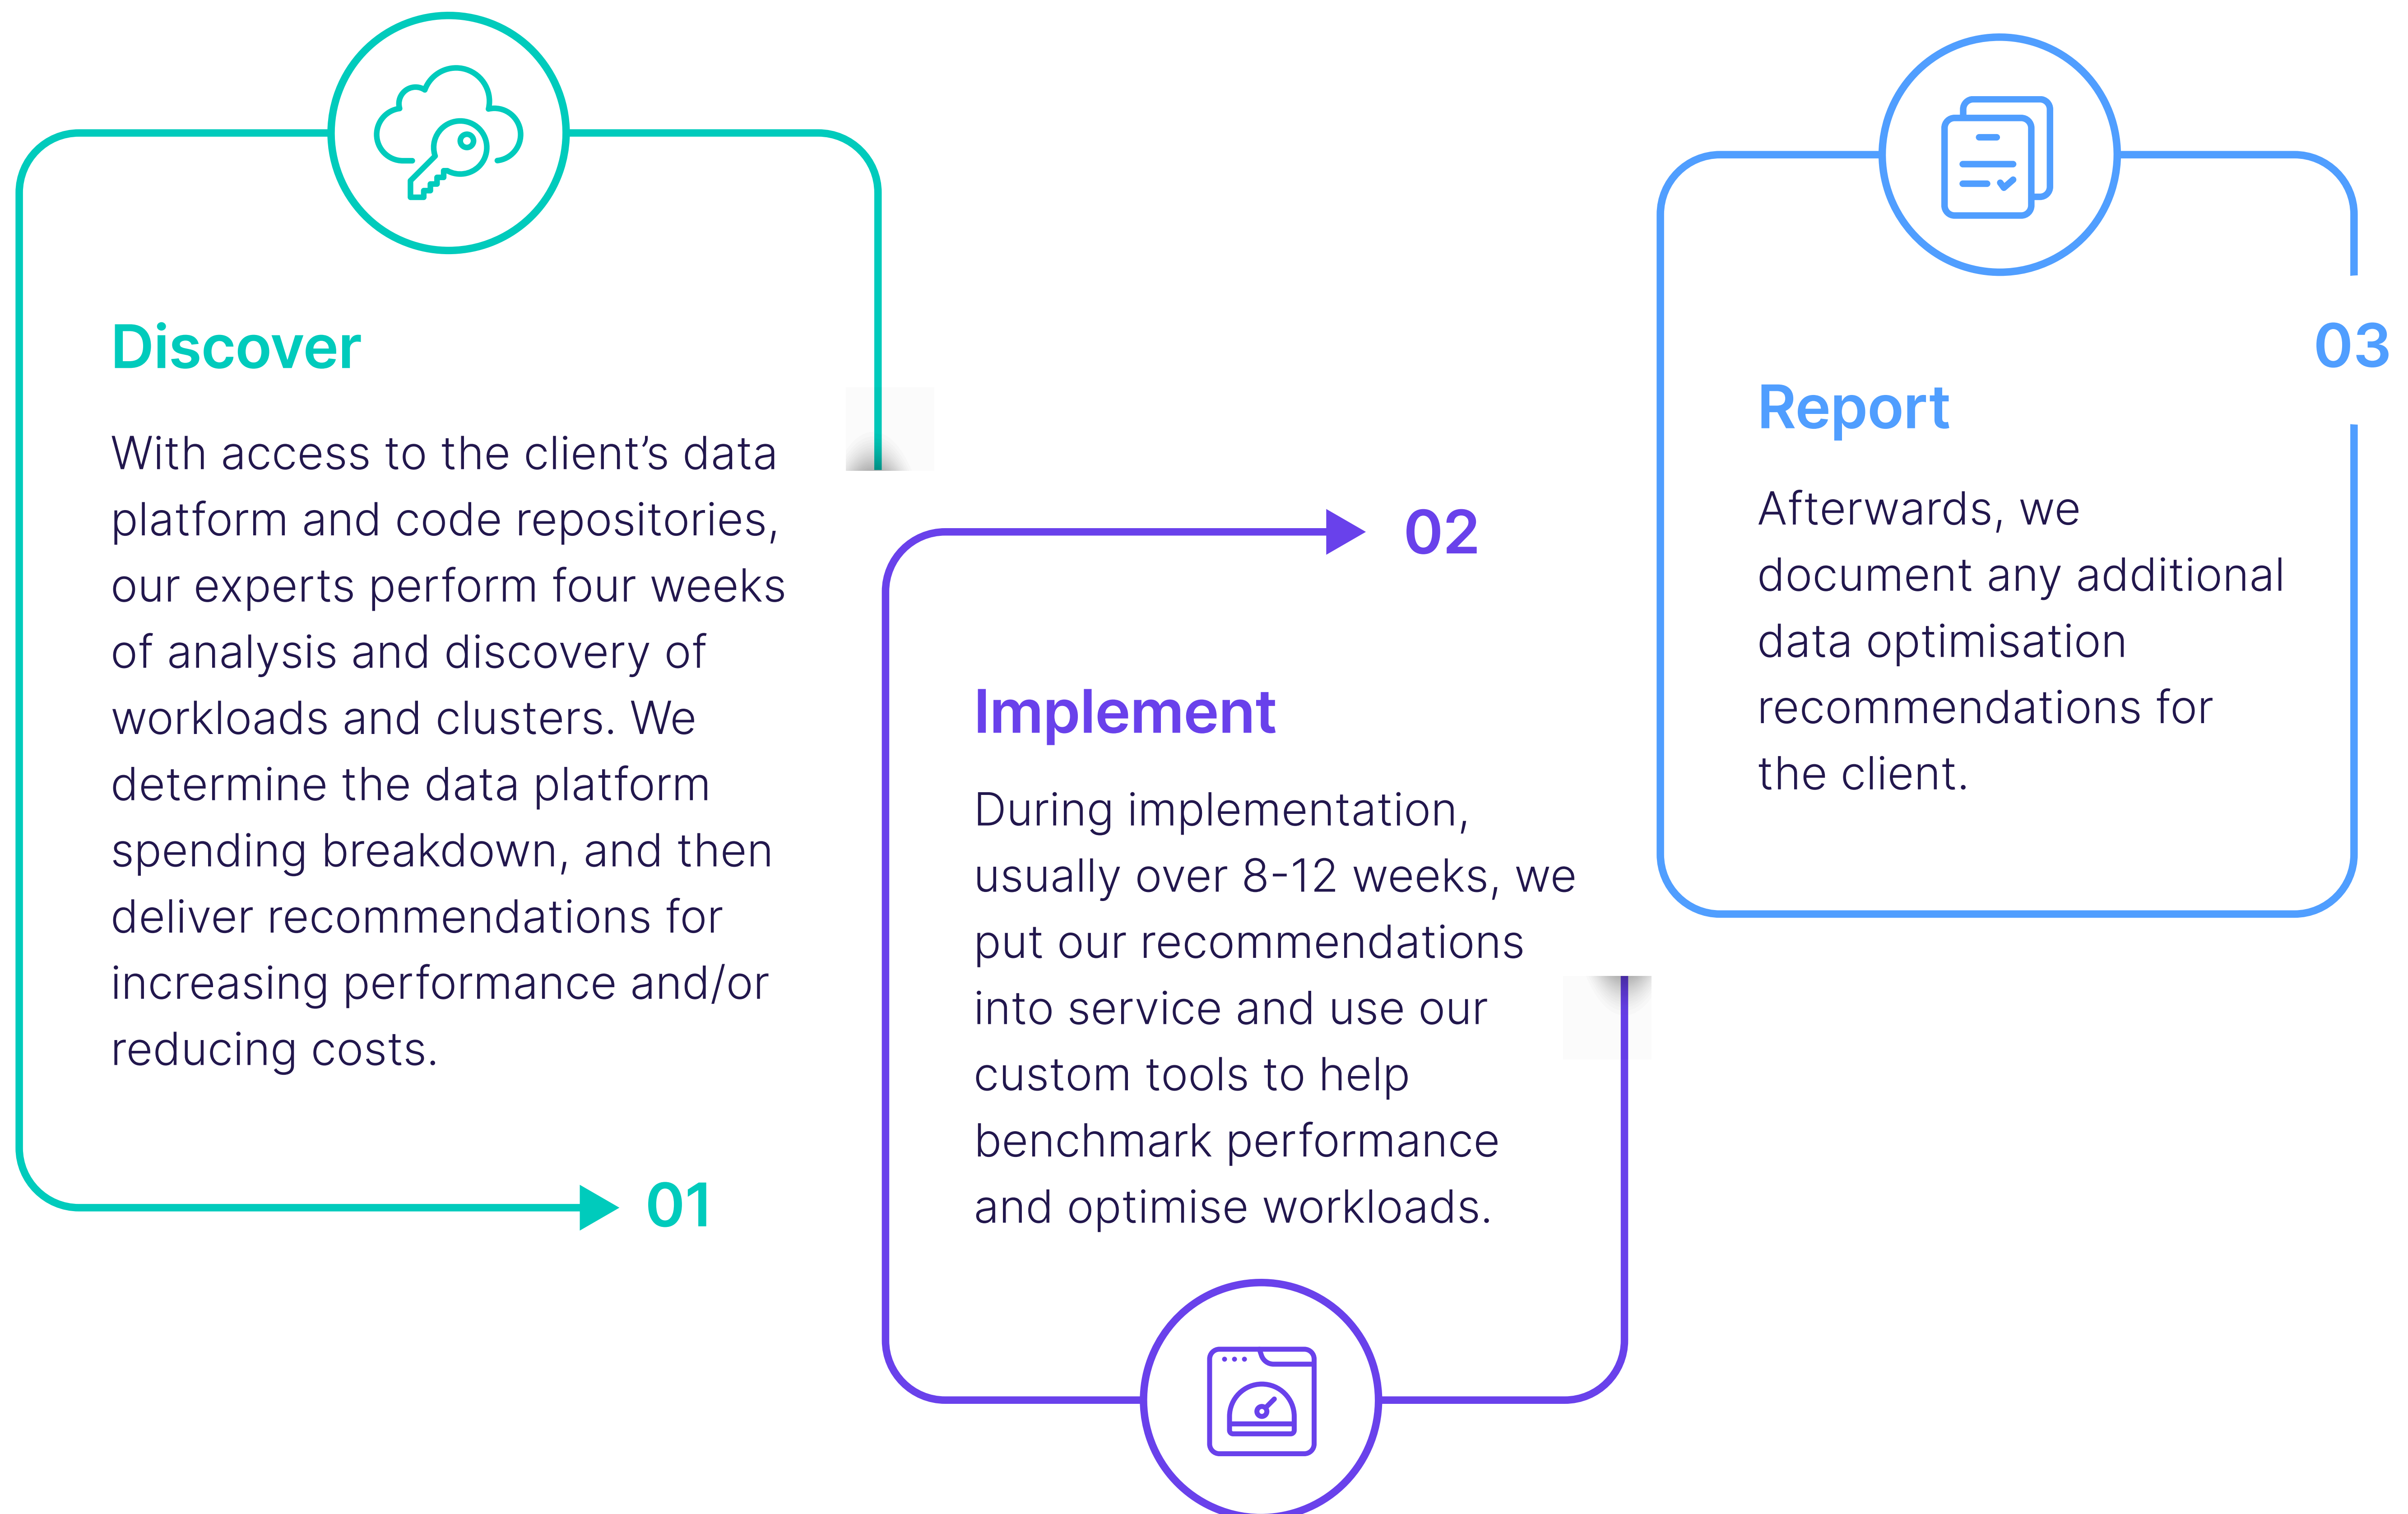 Discover
With access to the client’s data
platform and code repositories,
our experts perform four weeks
of analysis and discovery of
workloads and clusters. We
determine the data platform
spending breakdown, and then
deliver recommendations for
increasing performance and/or
reducing costs.
01
02
Implement
During implementation,
usually over 8-12 weeks, we
put our recommendations
into service and use our
custom tools to help
benchmark performance
and optimise workloads.
03
Report
Afterwards, we
document any additional
data optimisation
recommendations for
the client.